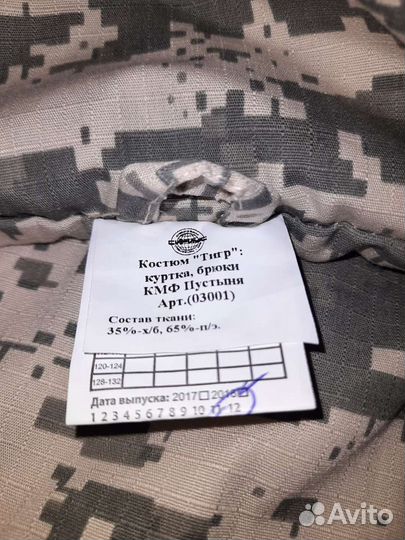 Костюм "Тигр":
куртка, брюки
КМФ Пустыня
Арт.(03001)
Состав ткани:
35%-х/б, 65%-п/э.
120-124
128-132
Дата выпуска: 2017 2018
1 2 3 4 5 6 7 8 9 10 11 12
Avito